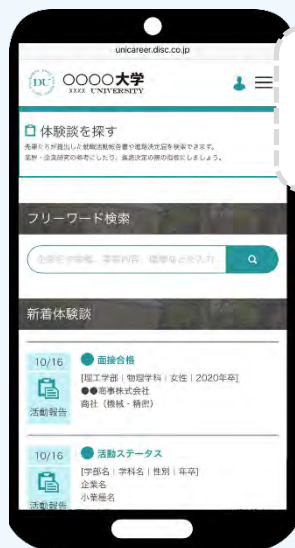 unicareer.disc.co.jp
DU
〇〇〇〇大学
XXXX UNIVERSITY
体験談を探す
先輩たちが提出した就職活動報告書や進路決定届を検索できます。
業界・企業研究の参考にしたり、進路決定の際の指標にしましょう。
フリーワード検索
新着体験談
10/16
活動報告
面接合格
[理工学部｜物理学科｜女性｜2020年卒]
●●商事株式会社
商社（機械・精密）
10/16
活動報告
活動ステータス
[学部名｜学科名｜性別｜年卒]
企業名
小業種名